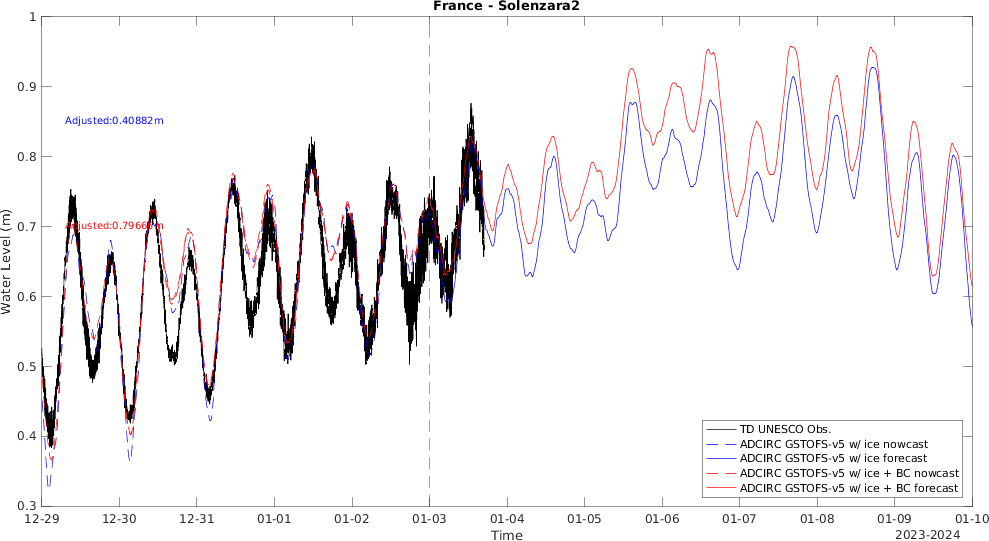 France - Solenzara2
1
0.9
0.8
0.7
0.6
0.5
0.4
0.3
Water Level (m)
Adjusted:0.40882m
TD UNESCO Obs.
ADCIRC GSTOFS-v5 w/ ice nowcast
ADCIRC GSTOFS-v5 w/ ice forecast
ADCIRC GSTOFS-v5 w/ ice + BC nowcast
ADCIRC GSTOFS-v5 w/ ice + BC forecast
12-29 12-30 12-31 01-01 01-02 01-03 01-04 01-05 01-06 01-07 01-08 01-09 01-10
Time
2023-2024